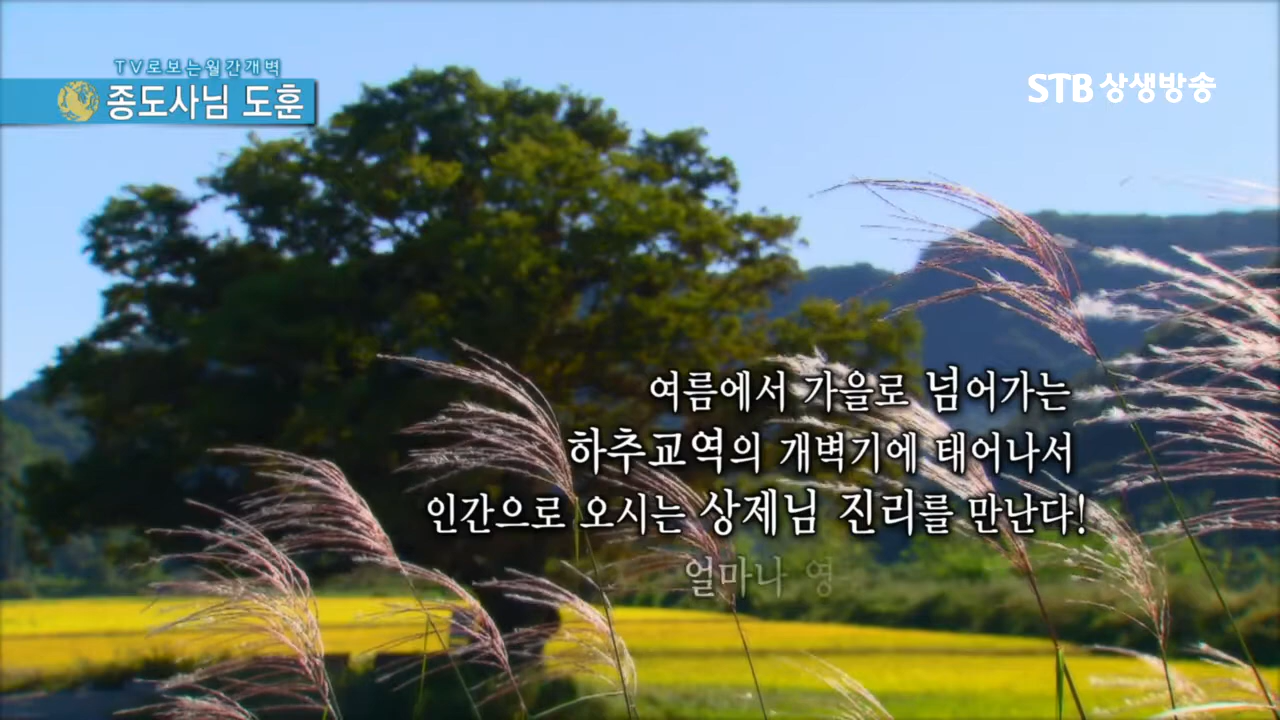 TV로보는월간개벽
종도사님 도훈
STB 상생방송
여름에서 가을로 넘어가는
하추교역의 개벽기에 태어나서
인간으로 오시는 상제님 진리를 만난다!
얼마나 영